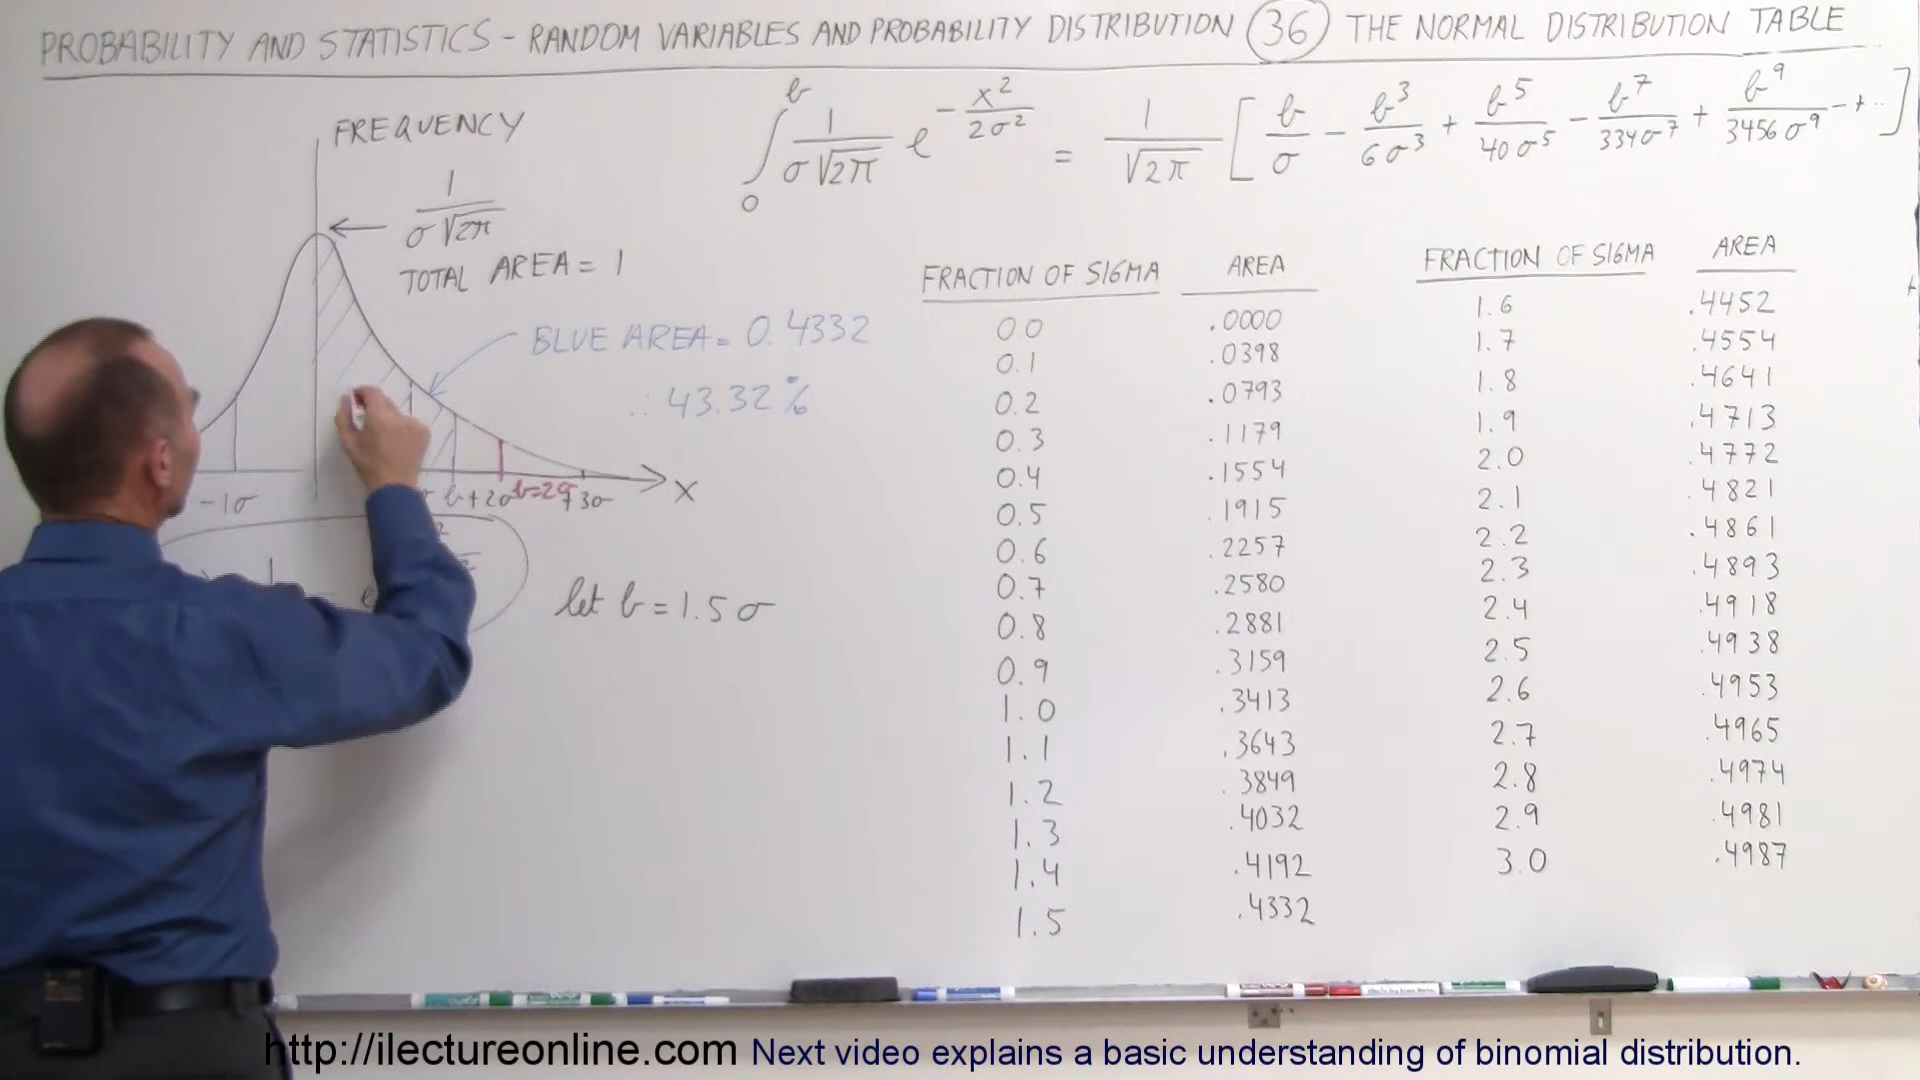 PROBABILITY AND STATISTICS - RANDOM VARIABLES AND PROBABILITY DISTRIBUTION (36) THE NORMAL DISTRIBUTION TABLE
∫₀ᵇ 1/(σ√2π) e^(-x²/2σ²) = 1/√2π [ b/σ - b³/6σ³ + b⁵/40σ⁵ - b⁷/334σ⁷ + b⁹/3456σ⁹ - + .. ]
FREQUENCY
1/(σ√2π)
TOTAL AREA = 1
BLUE AREA = 0.4332
∴ 43.32 %
-1σ b +2σ b=2σ +3σ X
let b = 1.5 σ
FRACTION OF SIGMA AREA
0.0 .0000
0.1 .0398
0.2 .0793
0.3 .1179
0.4 .1554
0.5 .1915
0.6 .2257
0.7 .2580
0.8 .2881
0.9 .3159
1.0 .3413
1.1 .3643
1.2 .3849
1.3 .4032
1.4 .4192
1.5 .4332
FRACTION OF SIGMA AREA
1.6 .4452
1.7 .4554
1.8 .4641
1.9 .4713
2.0 .4772
2.1 .4821
2.2 .4861
2.3 .4893
2.4 .4918
2.5 .4938
2.6 .4953
2.7 .4965
2.8 .4974
2.9 .4981
3.0 .4987
http://ilectureonline.com Next video explains a basic understanding of binomial distribution.